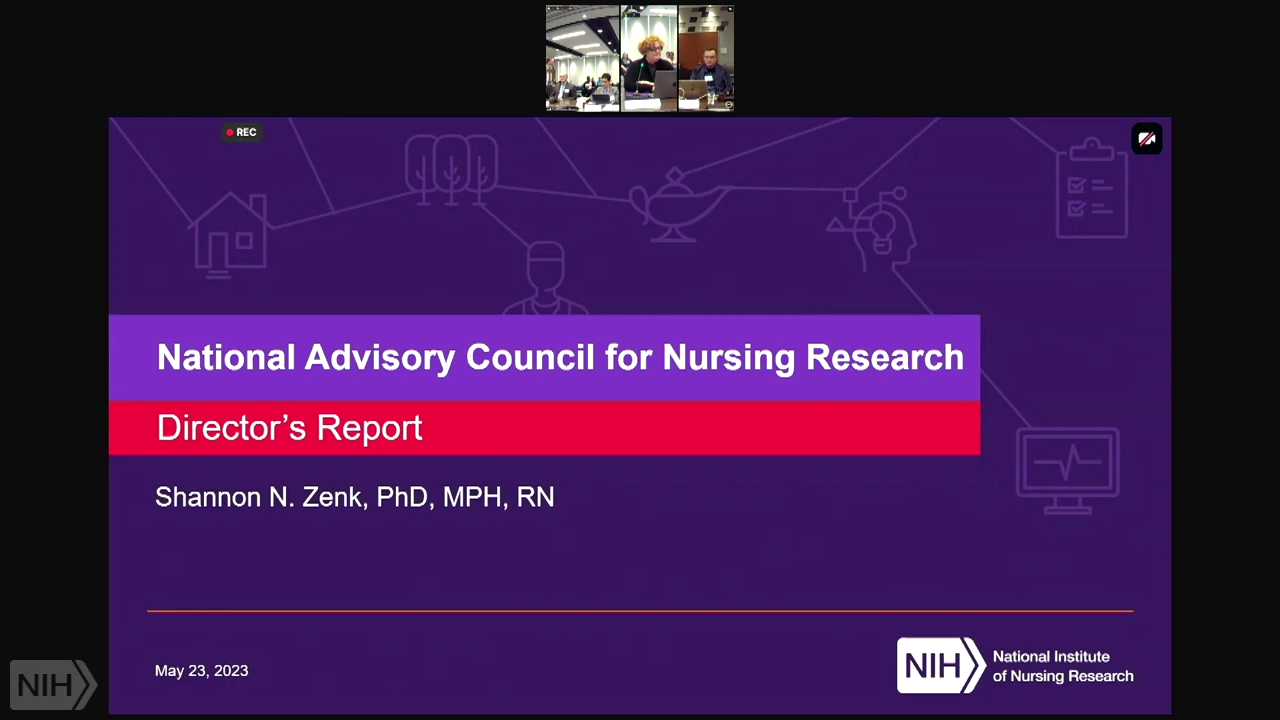 REC
National Advisory Council for Nursing Research
Director's Report
Shannon N. Zenk, PhD, MPH, RN
May 23, 2023
NIH
National Institute
of Nursing Research
NIH